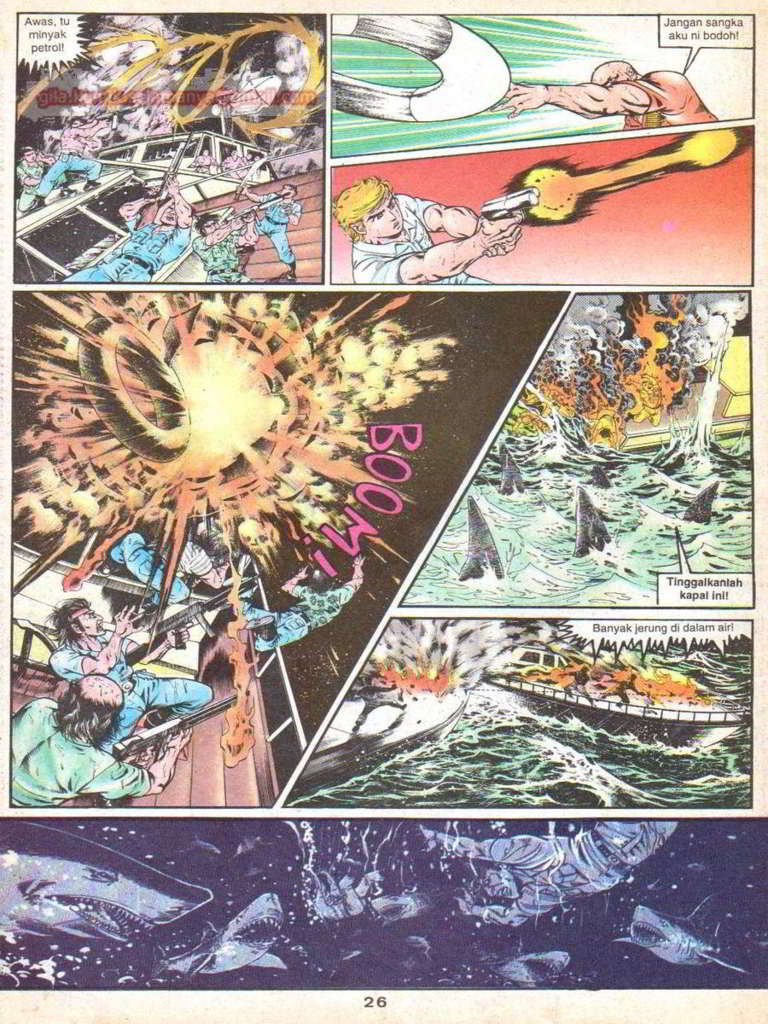 Awas, tu
minyak
petrol!
Jangan sangka
aku ni bodoh!
BOOM!
Tinggalkanlah
kapal ini!
Banyak jerung di dalam air!
26